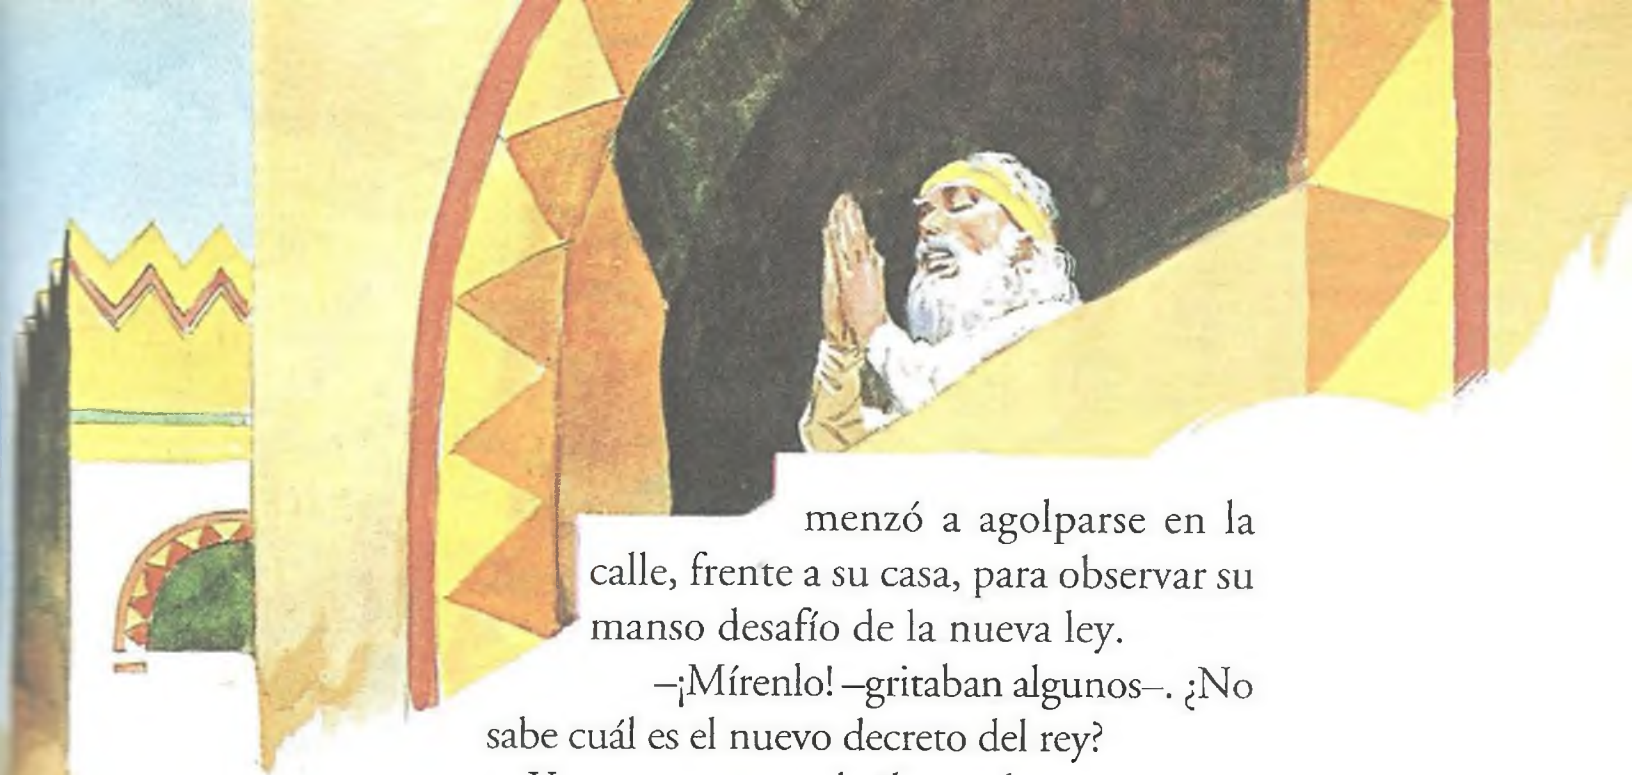 menzó a agolparse en la
calle, frente a su casa, para observar su
manso desafío de la nueva ley.
–¡Mírenlo! –gritaban algunos–. ¿No
sabe cuál es el nuevo decreto del rey?